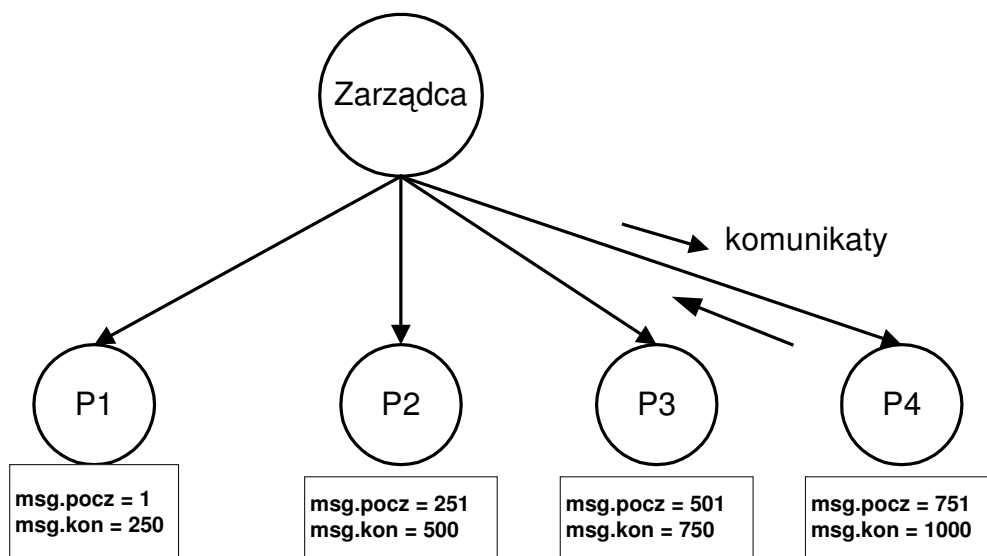 Zarządca
komunikaty
P1
P2
P3
P4
msg.pocz = 1
msg.kon = 250
msg.pocz = 251
msg.kon = 500
msg.pocz = 501
msg.kon = 750
msg.pocz = 751
msg.kon = 1000